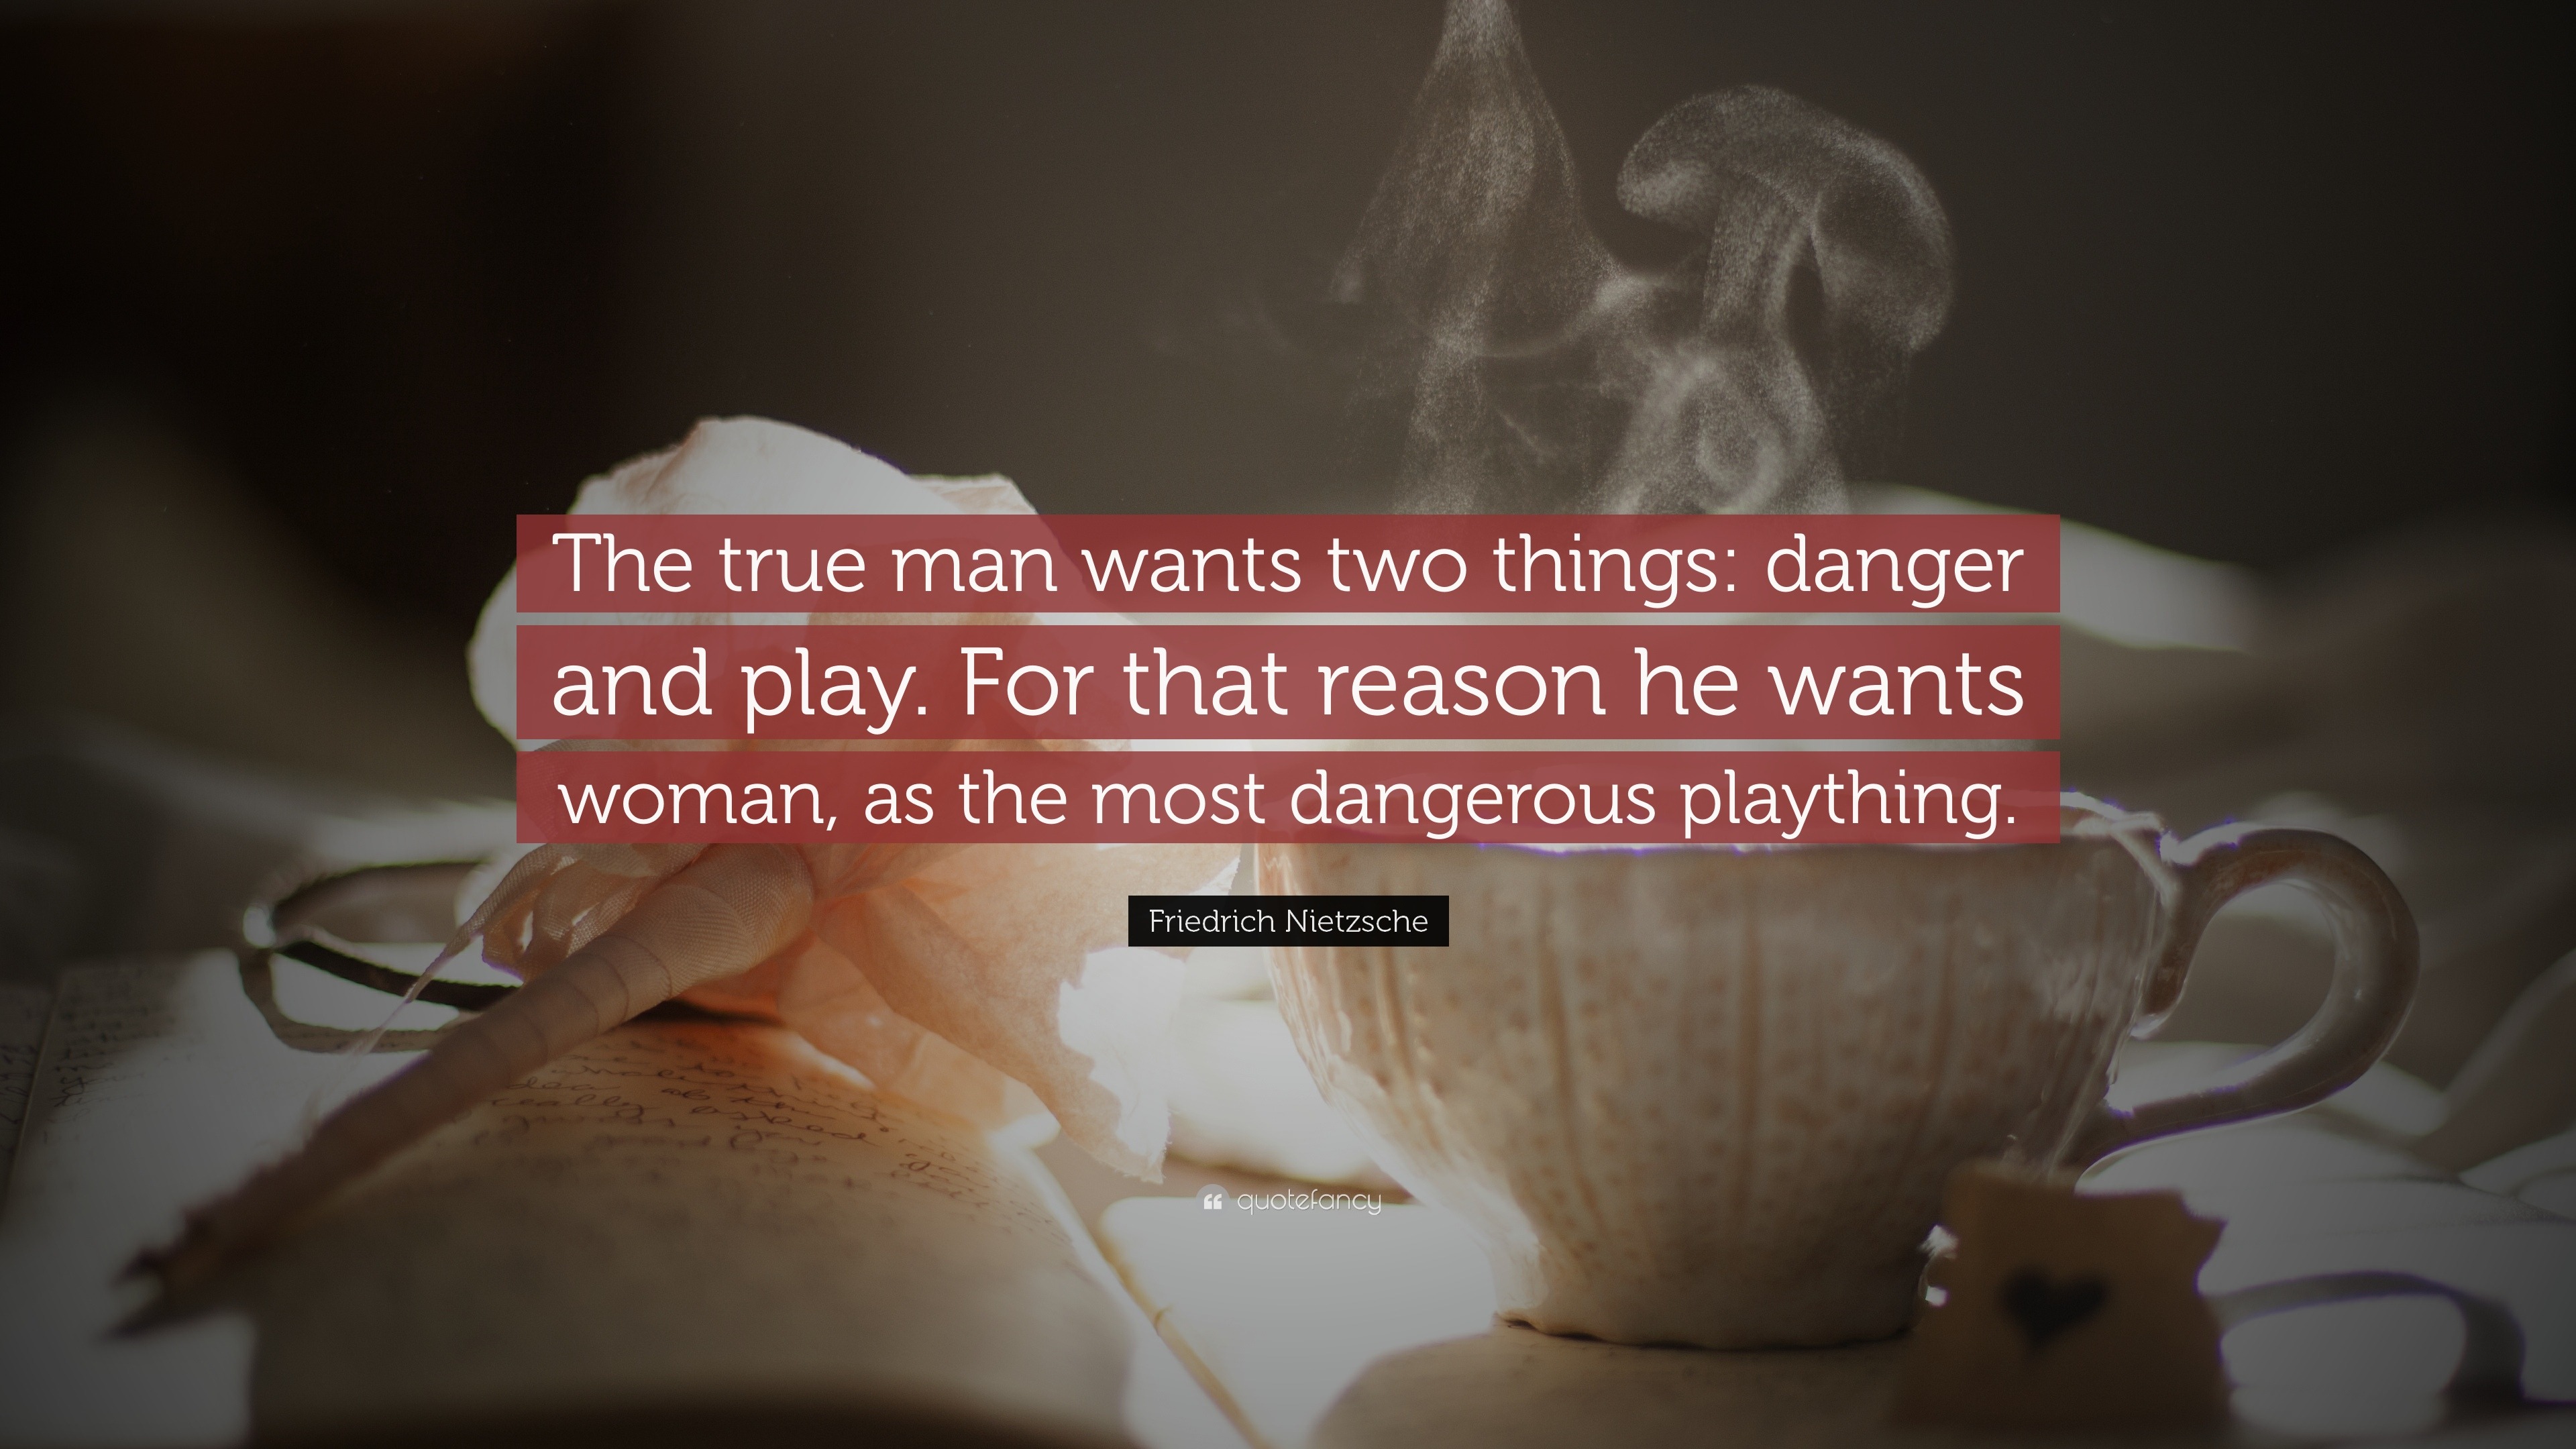 The true man wants two things: danger
and play. For that reason he wants
woman, as the most dangerous plaything.
Friedrich Nietzsche
quotefancy